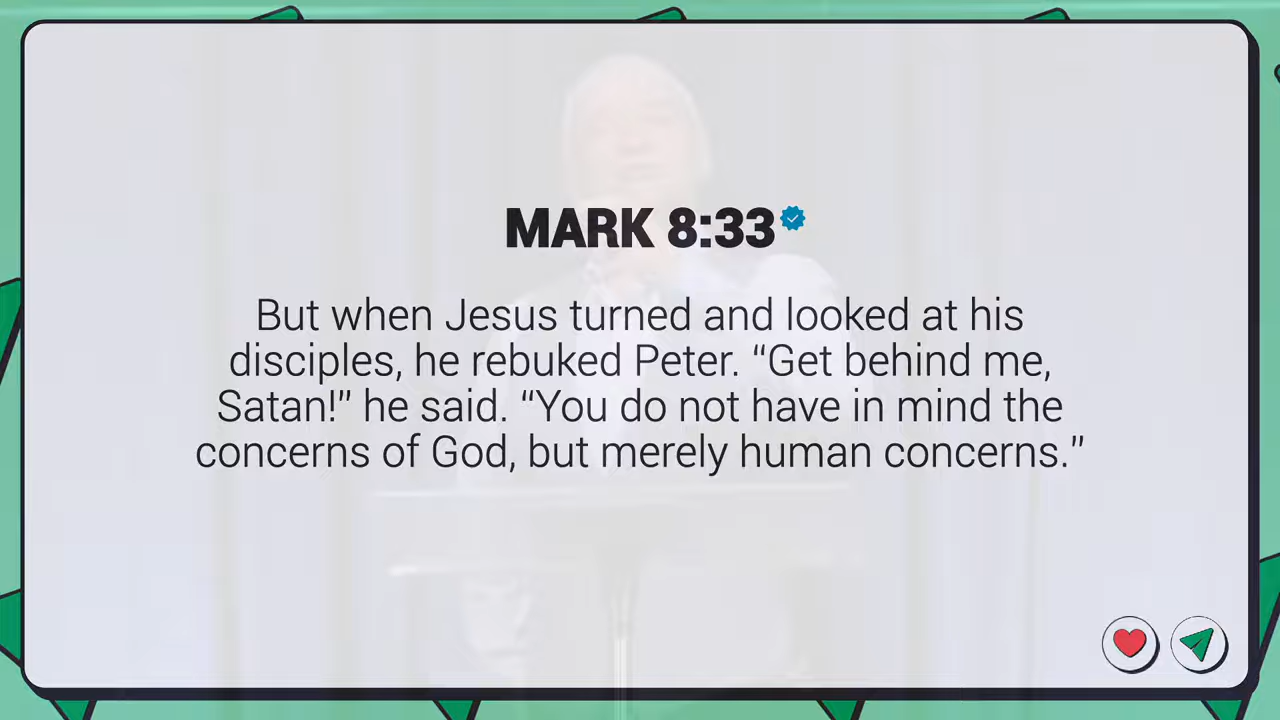 MARK 8:33
But when Jesus turned and looked at his
disciples, he rebuked Peter. “Get behind me,
Satan!” he said. “You do not have in mind the
concerns of God, but merely human concerns.”